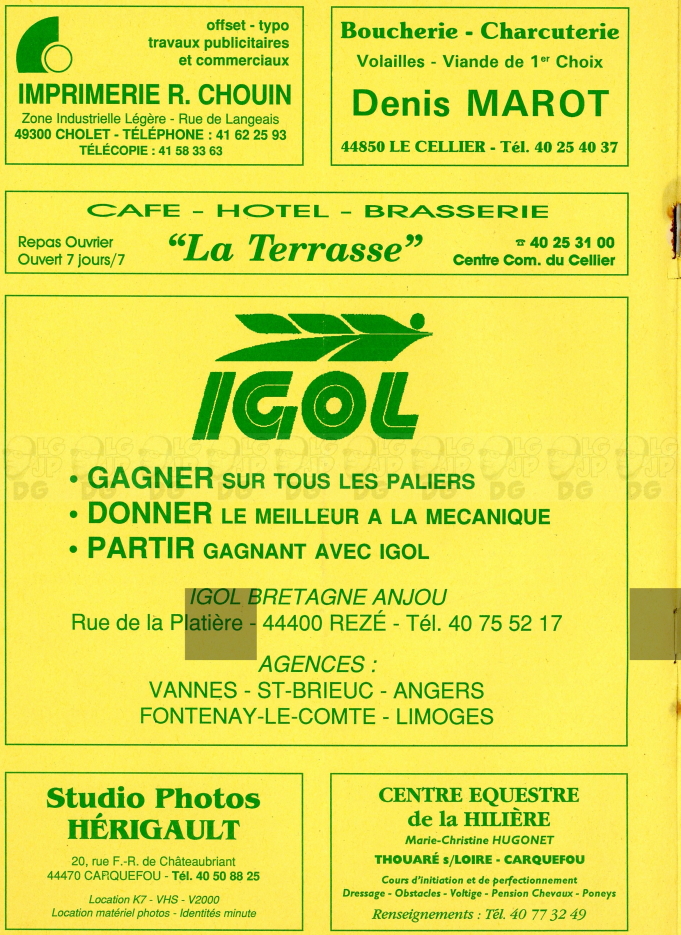 offset - typo
travaux publicitaires
et commerciaux
IMPRIMERIE R. CHOUIN
Zone Industrielle Légère - Rue de Langeais
49300 CHOLET - TÉLÉPHONE : 41 62 25 93
TÉLÉCOPIE : 41 58 33 63
Boucherie - Charcuterie
Volailles - Viande de 1er Choix
Denis MAROT
44850 LE CELLIER - Tél. 40 25 40 37
CAFE - HOTEL - BRASSERIE
Repas Ouvrier
Ouvert 7 jours/7
"La Terrasse"
☎ 40 25 31 00
Centre Com. du Cellier
IGOL
• GAGNER SUR TOUS LES PALIERS
• DONNER LE MEILLEUR A LA MECANIQUE
• PARTIR GAGNANT AVEC IGOL
IGOL BRETAGNE ANJOU
Rue de la Platière - 44400 REZÉ - Tél. 40 75 52 17
AGENCES :
VANNES - ST-BRIEUC - ANGERS
FONTENAY-LE-COMTE - LIMOGES
Studio Photos
HÉRIGAULT
20, rue F.-R. de Châteaubriant
44470 CARQUEFOU - Tél. 40 50 88 25
Location K7 - VHS - V2000
Location matériel photos - Identités minute
CENTRE EQUESTRE
de la HILIÈRE
Marie-Christine HUGONET
THOUARÉ s/LOIRE - CARQUEFOU
Cours d'initiation et de perfectionnement
Dressage - Obstacles - Voltige - Pension Chevaux - Poneys
Renseignements : Tél. 40 77 32 49